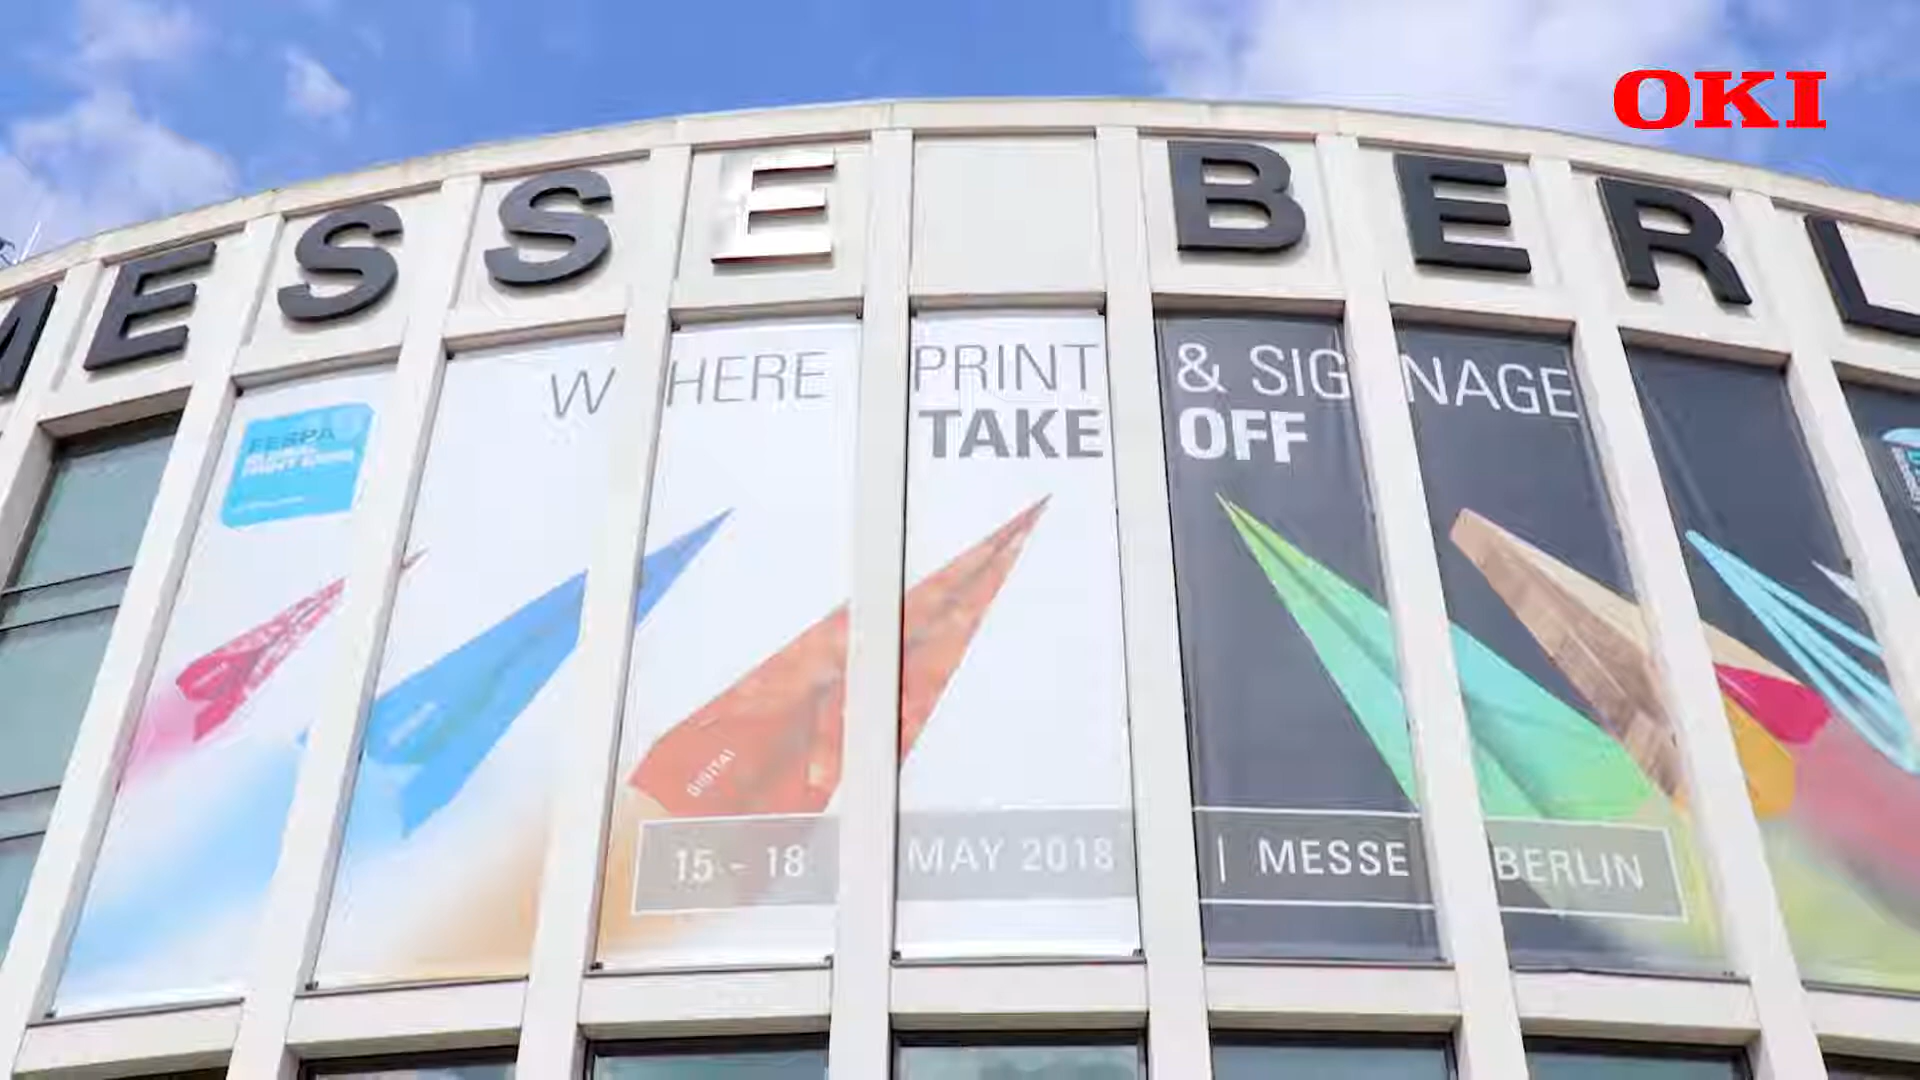 OKI
MESSE BERL
WHERE PRINT & SIGNAGE
TAKE OFF
FESPA
DIGITAL
15 - 18 MAY 2018 | MESSE BERLIN